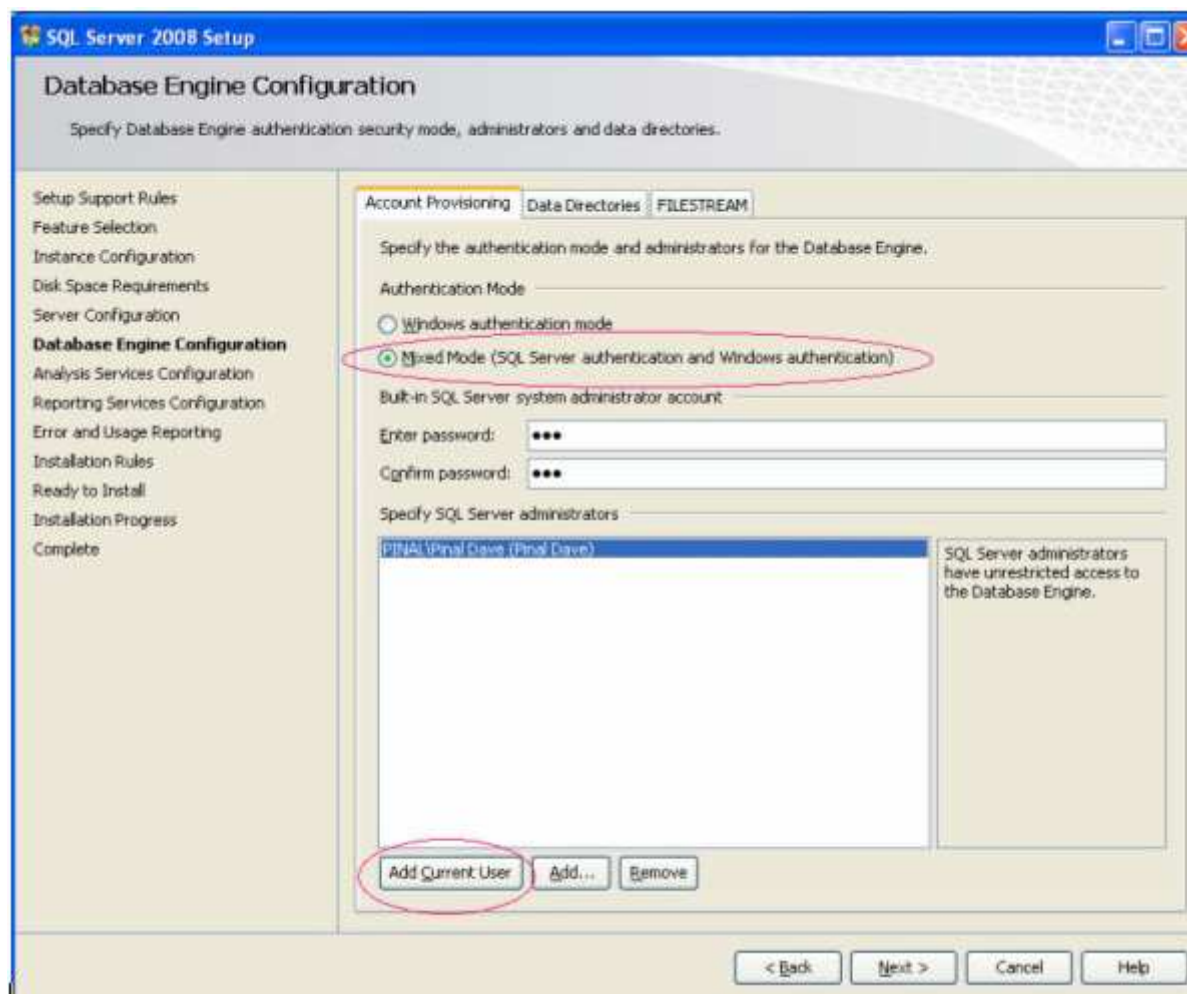 SQL Server 2008 Setup
Database Engine Configuration
Specify Database Engine authentication security mode, administrators and data directories.
Setup Support Rules
Feature Selection
Instance Configuration
Disk Space Requirements
Server Configuration
Database Engine Configuration
Analysis Services Configuration
Reporting Services Configuration
Error and Usage Reporting
Installation Rules
Ready to Install
Installation Progress
Complete
Account Provisioning Data Directories FILESTREAM
Specify the authentication mode and administrators for the Database Engine.
Authentication Mode
Windows authentication mode
Mixed Mode (SQL Server authentication and Windows authentication)
Built-in SQL Server system administrator account
Enter password: •••
Confirm password: •••
Specify SQL Server administrators
PINAL\Pinal Dave (Pinal Dave)
SQL Server administrators
have unrestricted access to
the Database Engine.
Add Current User Add... Remove
< Back Next > Cancel Help